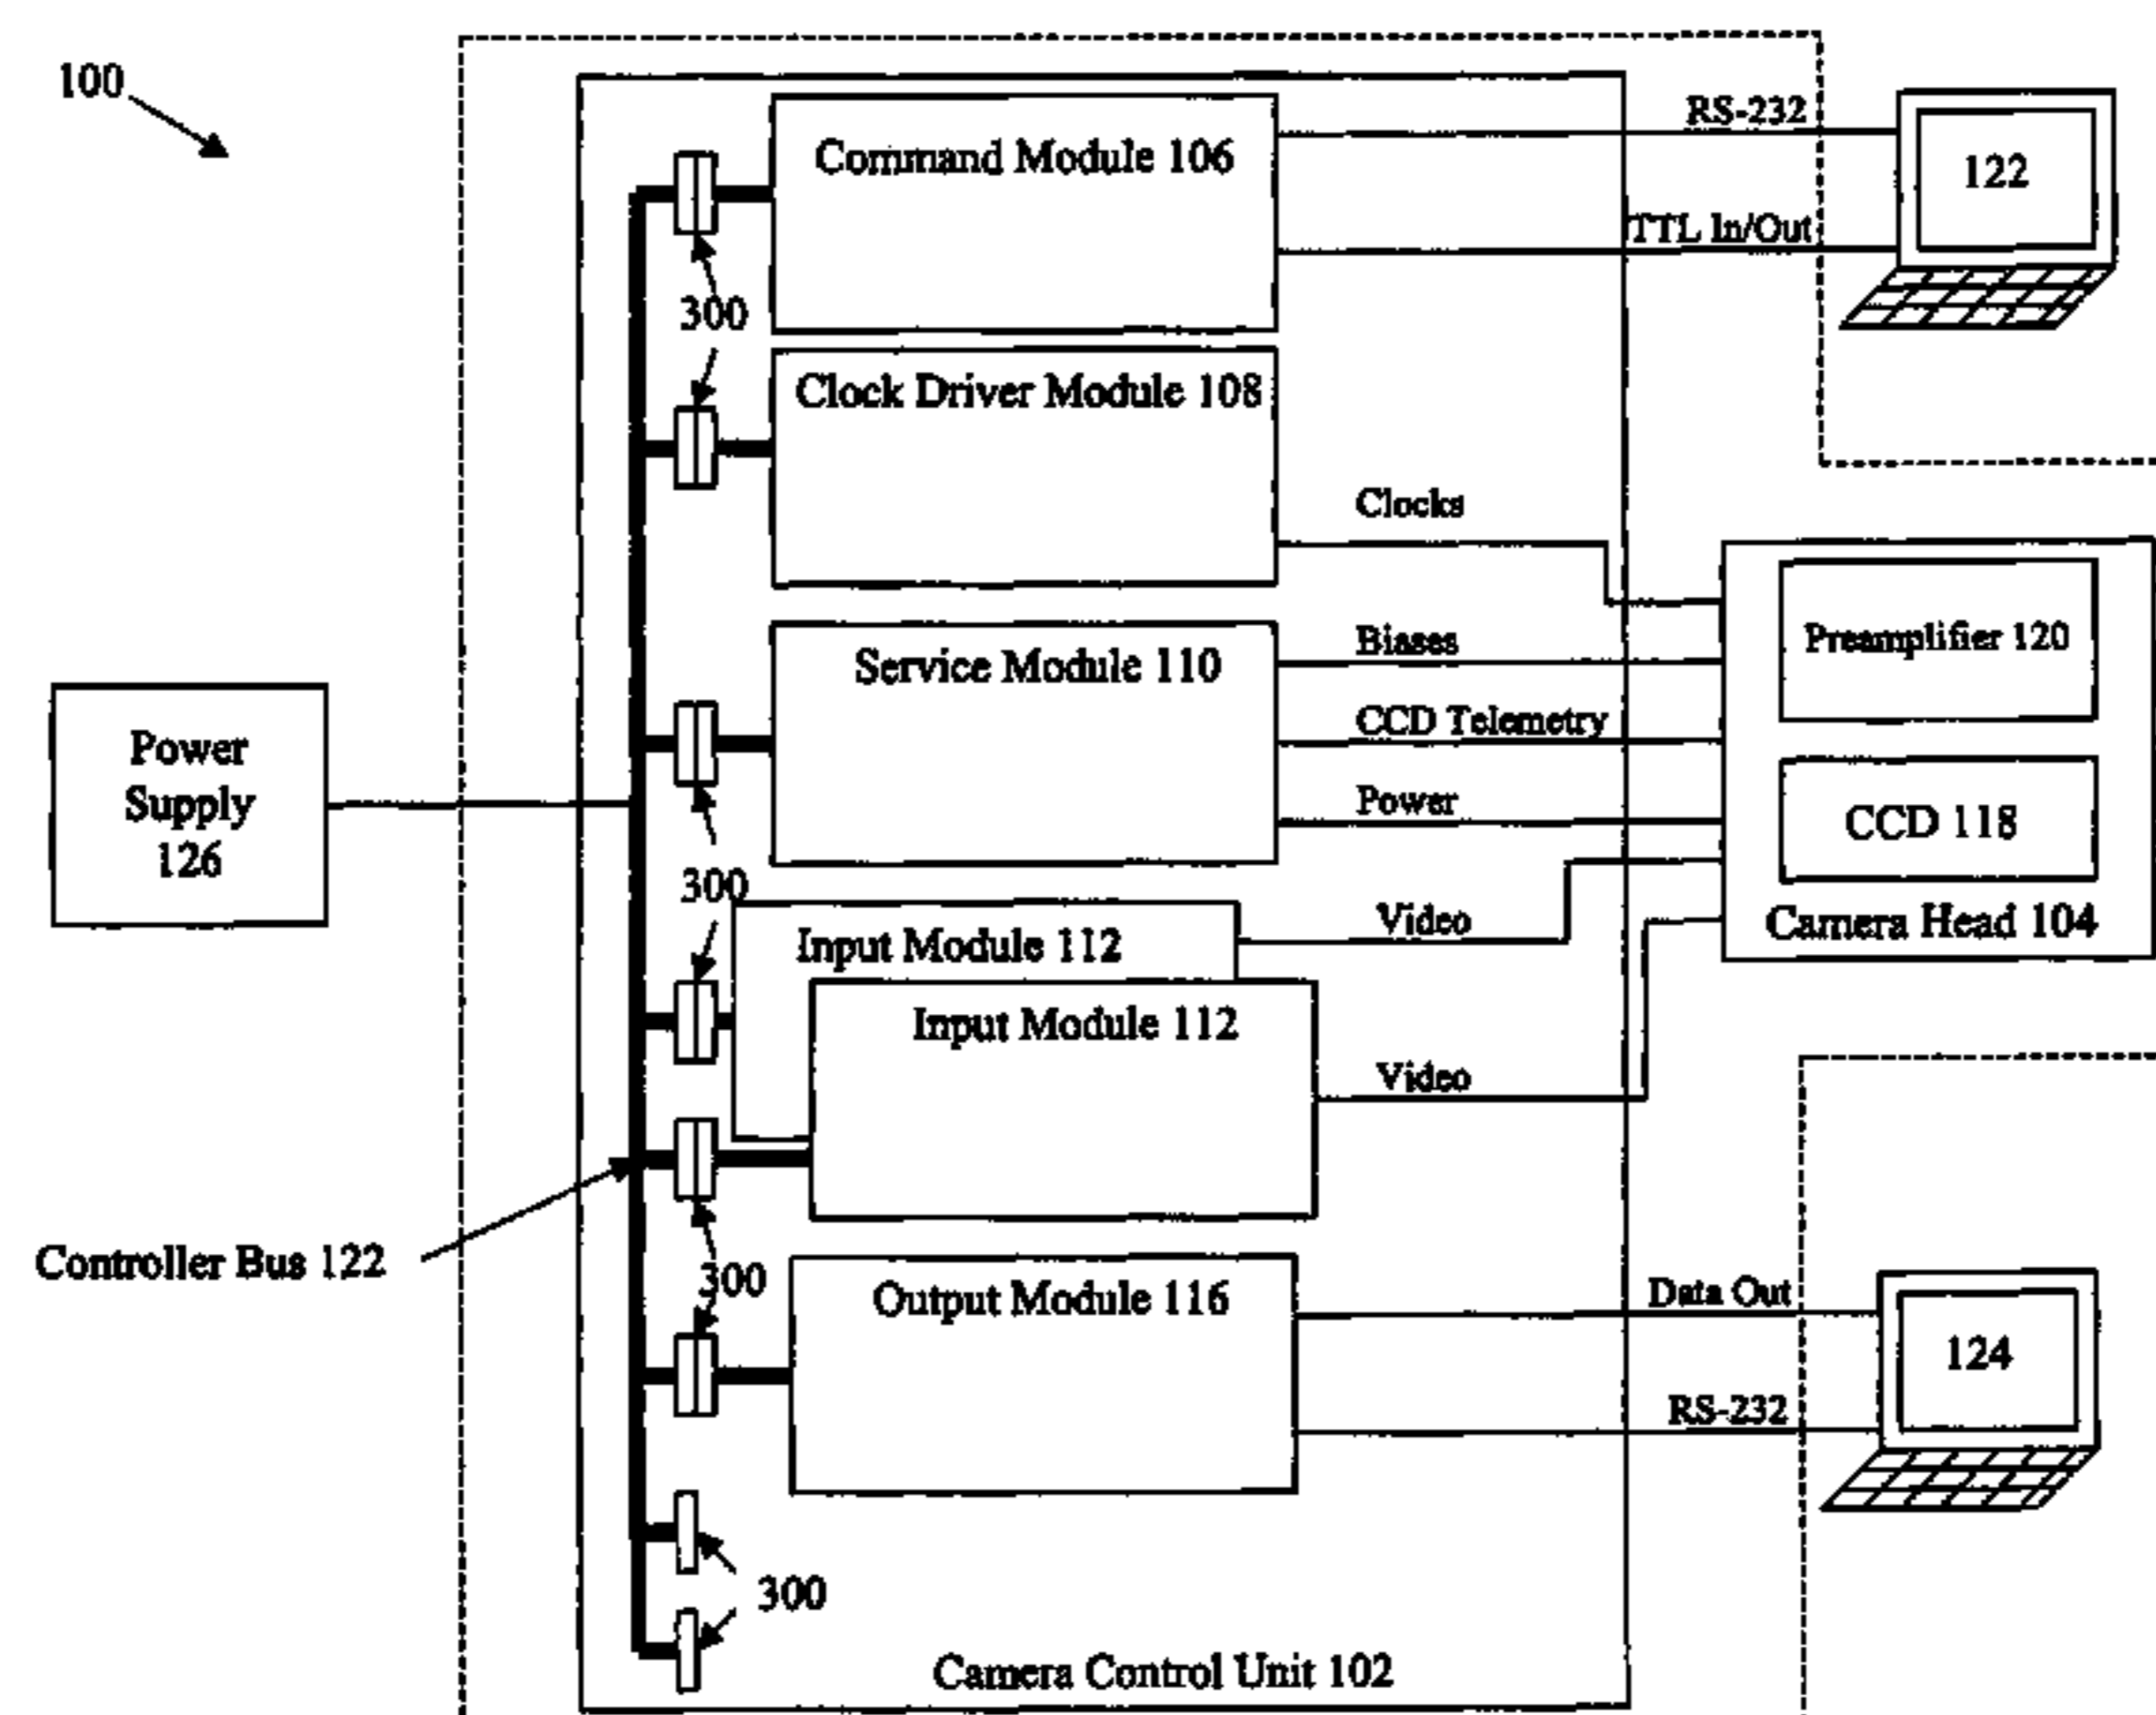 100
Command Module 106
RS-232
122
TTL In/Out
300
Clock Driver Module 108
Clocks
Preamplifier 120
Biases
Service Module 110
CCD Telemetry
Power
Supply
126
Power
CCD 118
300
Video
Camera Head 104
Input Module 112
Input Module 112
Video
Controller Bus 122
300
Output Module 116
Data Out
124
RS-232
300
Camera Control Unit 102